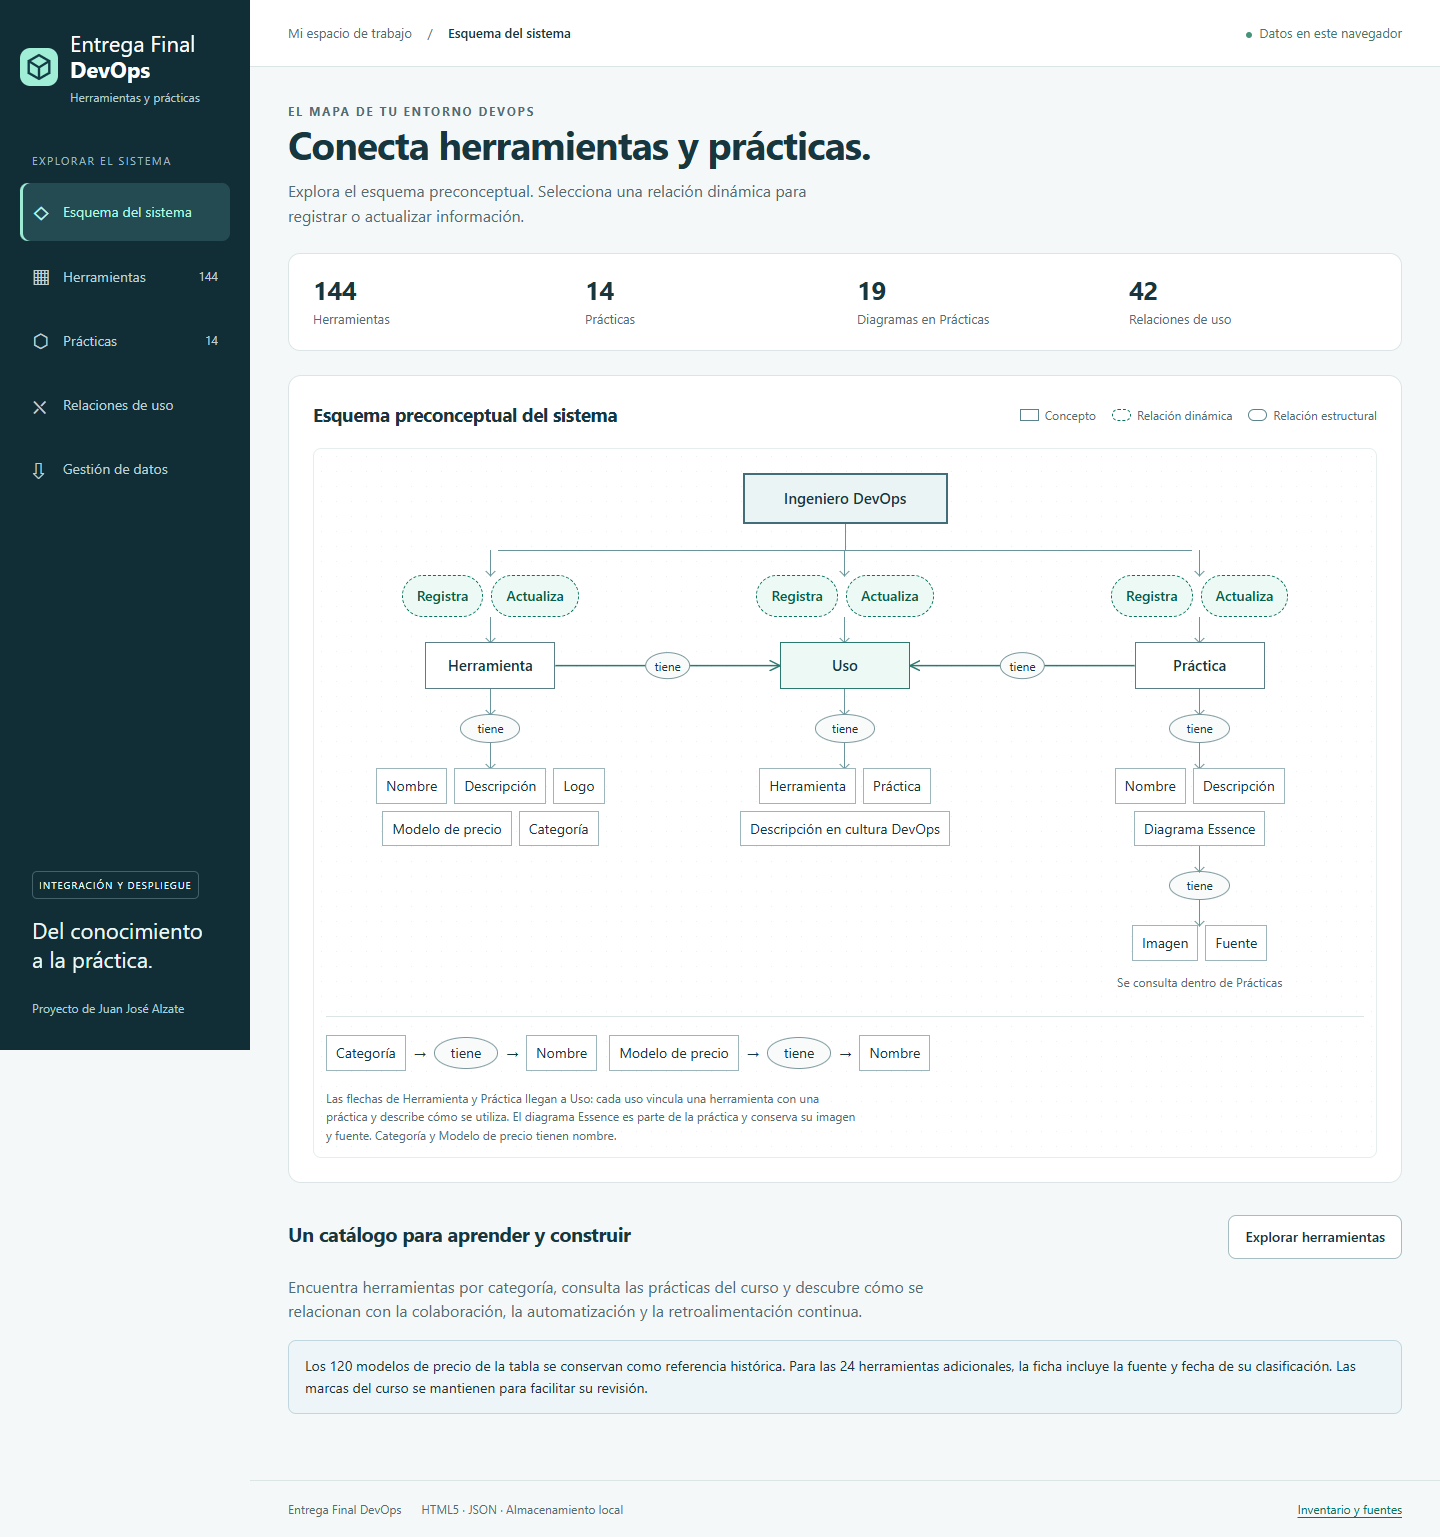 Entrega Final
DevOps
Herramientas y prácticas
EXPLORAR EL SISTEMA
Esquema del sistema
Herramientas 144
Prácticas 14
Relaciones de uso
Gestión de datos
INTEGRACIÓN Y DESPLIEGUE
Del conocimiento
a la práctica.
Proyecto de Juan José Alzate
Mi espacio de trabajo / Esquema del sistema
Datos en este navegador
EL MAPA DE TU ENTORNO DEVOPS
Conecta herramientas y prácticas.
Explora el esquema preconceptual. Selecciona una relación dinámica para
registrar o actualizar información.
144 14 19 42
Herramientas Prácticas Diagramas en Prácticas Relaciones de uso
Esquema preconceptual del sistema
Concepto Relación dinámica Relación estructural
Ingeniero DevOps
Registra Actualiza Registra Actualiza Registra Actualiza
Herramienta tiene Uso tiene Práctica
tiene tiene tiene
Nombre Descripción Logo Herramienta Práctica Nombre Descripción
Modelo de precio Categoría Descripción en cultura DevOps Diagrama Essence
tiene
Imagen Fuente
Se consulta dentro de Prácticas
Categoría → tiene → Nombre Modelo de precio → tiene → Nombre
Las flechas de Herramienta y Práctica llegan a Uso: cada uso vincula una herramienta con una
práctica y describe cómo se utiliza. El diagrama Essence es parte de la práctica y conserva su imagen
y fuente. Categoría y Modelo de precio tienen nombre.
Un catálogo para aprender y construir
Explorar herramientas
Encuentra herramientas por categoría, consulta las prácticas del curso y descubre cómo se
relacionan con la colaboración, la automatización y la retroalimentación continua.
Los 120 modelos de precio de la tabla se conservan como referencia histórica. Para las 24 herramientas adicionales, la ficha incluye la fuente y fecha de su clasificación. Las
marcas del curso se mantienen para facilitar su revisión.
Entrega Final DevOps HTML5 · JSON · Almacenamiento local
Inventario y fuentes